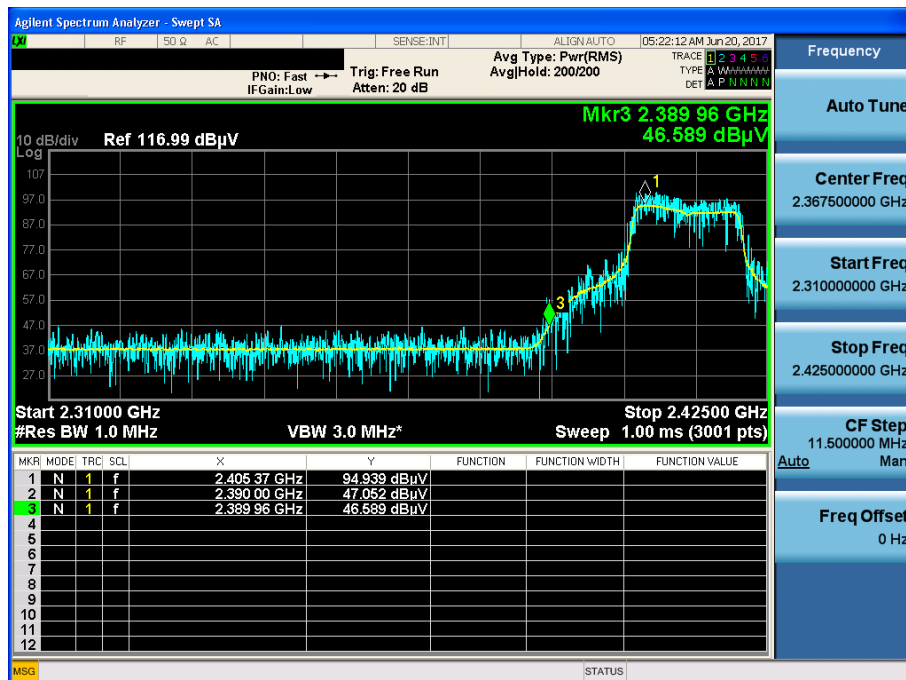 Agilent Spectrum Analyzer - Swept SA
LXI RF 50 Ω AC SENSE:INT ALIGN AUTO 05:22:12 AM Jun 20, 2017
Frequency
PNO: Fast Trig: Free Run Avg Type: Pwr(RMS) TRACE 1 2 3 4 5 6
IFGain:Low Atten: 20 dB Avg|Hold: 200/200 TYPE A WWWWW
DET A P N N N N
Auto Tune
Mkr3 2.389 96 GHz
46.589 dBµV
10 dB/div Ref 116.99 dBµV
Log
107
97.0
87.0
77.0
67.0
57.0
47.0
37.0
27.0
1
3
Center Freq
2.367500000 GHz
Start Freq
2.310000000 GHz
Stop Freq
2.425000000 GHz
Start 2.31000 GHz Stop 2.42500 GHz
#Res BW 1.0 MHz VBW 3.0 MHz* Sweep 1.00 ms (3001 pts)
CF Step
11.500000 MHz
Auto Man
MKR MODE TRC SCL X Y FUNCTION FUNCTION WIDTH FUNCTION VALUE
1 N 1 f 2.405 37 GHz 94.939 dBµV
2 N 1 f 2.390 00 GHz 47.052 dBµV
3 N 1 f 2.389 96 GHz 46.589 dBµV
4
5
6
7
8
9
10
11
12
Freq Offset
0 Hz
MSG STATUS